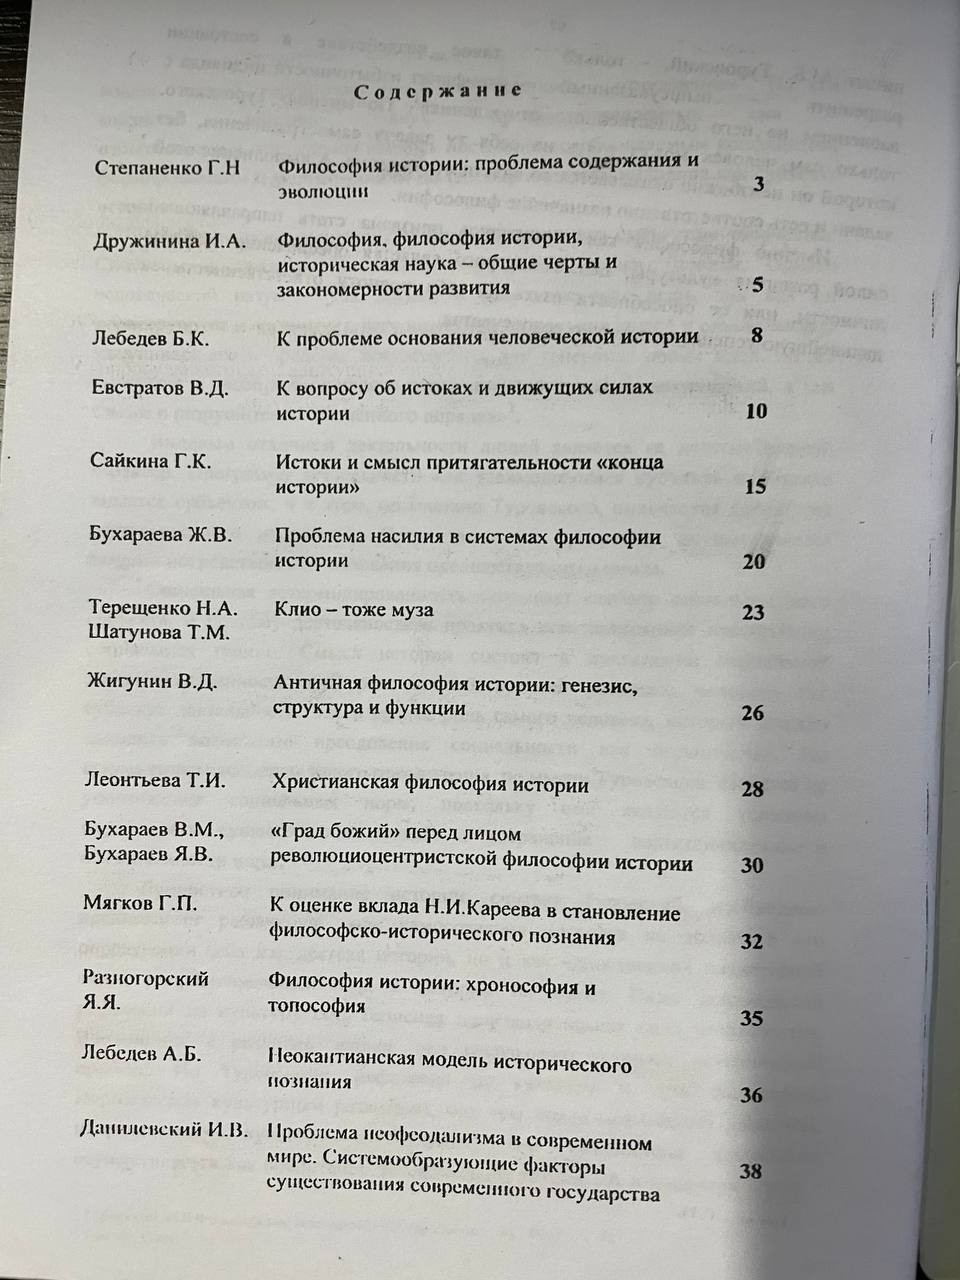 Содержание
Степаненко Г.Н Философия истории: проблема содержания и
эволюции 3
Дружинина И.А. Философия, философия истории,
историческая наука – общие черты и
закономерности развития 5
Лебедев Б.К. К проблеме основания человеческой истории 8
Евстратов В.Д. К вопросу об истоках и движущих силах
истории 10
Сайкина Г.К. Истоки и смысл притягательности «конца
истории» 15
Бухараева Ж.В. Проблема насилия в системах философии
истории 20
Терещенко Н.А. Клио – тоже муза 23
Шатунова Т.М.
Жигунин В.Д. Античная философия истории: генезис,
структура и функции 26
Леонтьева Т.И. Христианская философия истории 28
Бухараев В.М., «Град божий» перед лицом
Бухараев Я.В. революциоцентристской философии истории 30
Мягков Г.П. К оценке вклада Н.И.Кареева в становление
философско-исторического познания 32
Разногорский Философия истории: хронософия и
Я.Я. топософия 35
Лебедев А.Б. Неокантианская модель исторического
познания 36
Данилевский И.В. Проблема неофеодализма в современном
мире. Системообразующие факторы 38
существования современного государства